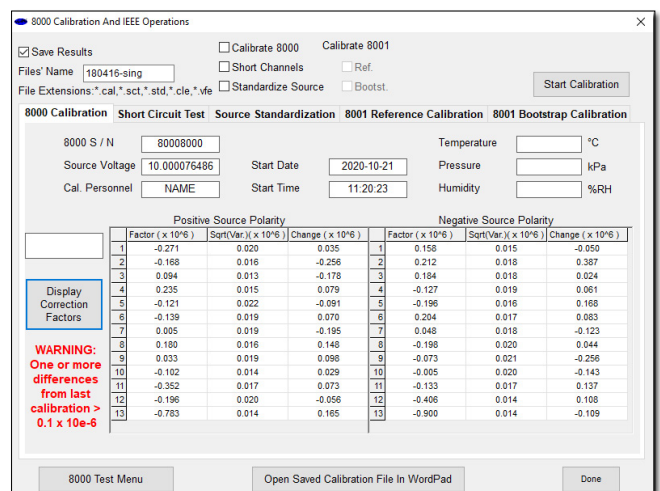 8000 Calibration And IEEE Operations
Save Results
Calibrate 8000 Calibrate 8001
Files' Name 180416-sing
Short Channels Ref.
File Extensions:*.cal,*.sct,*.std,*.cle,*.vfe
Standardize Source Bootst.
Start Calibration
8000 Calibration Short Circuit Test Source Standardization 8001 Reference Calibration 8001 Bootstrap Calibration
8000 S / N 80008000 Temperature °C
Source Voltage 10.000076486 Start Date 2020-10-21 Pressure kPa
Cal. Personnel NAME Start Time 11:20:23 Humidity %RH
Positive Source Polarity Negative Source Polarity
Factor ( x 10^6 ) Sqrt(Var.)( x 10^6 ) Change ( x 10^6 ) Factor ( x 10^6 ) Sqrt(Var.)( x 10^6 ) Change ( x 10^6 )
1 -0.271 0.020 0.035 1 0.158 0.015 -0.050
2 -0.168 0.016 -0.256 2 0.212 0.018 0.387
3 0.094 0.013 -0.178 3 0.184 0.018 0.024
4 0.235 0.015 0.079 4 -0.127 0.019 0.061
5 -0.121 0.022 -0.091 5 -0.196 0.016 0.168
6 -0.139 0.019 0.070 6 0.204 0.017 0.083
7 0.005 0.019 -0.195 7 0.048 0.018 -0.123
8 0.180 0.016 0.148 8 -0.198 0.020 0.044
9 0.033 0.019 0.098 9 -0.073 0.021 -0.256
10 -0.102 0.014 0.029 10 -0.005 0.020 -0.143
11 -0.352 0.017 0.073 11 -0.133 0.017 0.137
12 -0.196 0.020 -0.056 12 -0.406 0.014 0.108
13 -0.783 0.014 0.165 13 -0.900 0.014 -0.109
Display
Correction
Factors
WARNING:
One or more
differences
from last
calibration >
0.1 x 10e-6
8000 Test Menu Open Saved Calibration File In WordPad Done